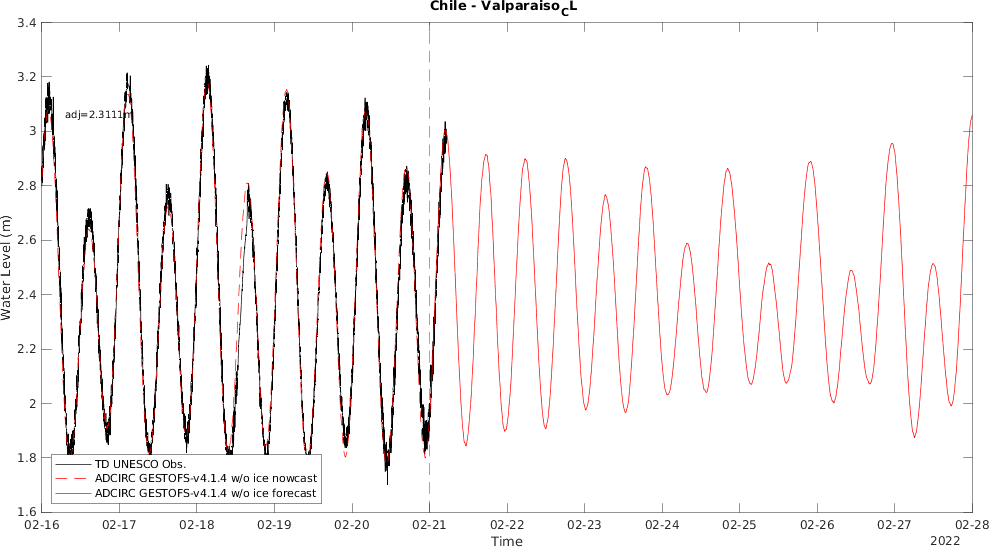 Chile - Valparaiso_CL
3.4
3.2
3
2.8
2.6
2.4
2.2
2
1.8
1.6
Water Level (m)
adj=2.3111m
TD UNESCO Obs.
ADCIRC GESTOFS-v4.1.4 w/o ice nowcast
ADCIRC GESTOFS-v4.1.4 w/o ice forecast
02-16 02-17 02-18 02-19 02-20 02-21 02-22 02-23 02-24 02-25 02-26 02-27 02-28
Time
2022